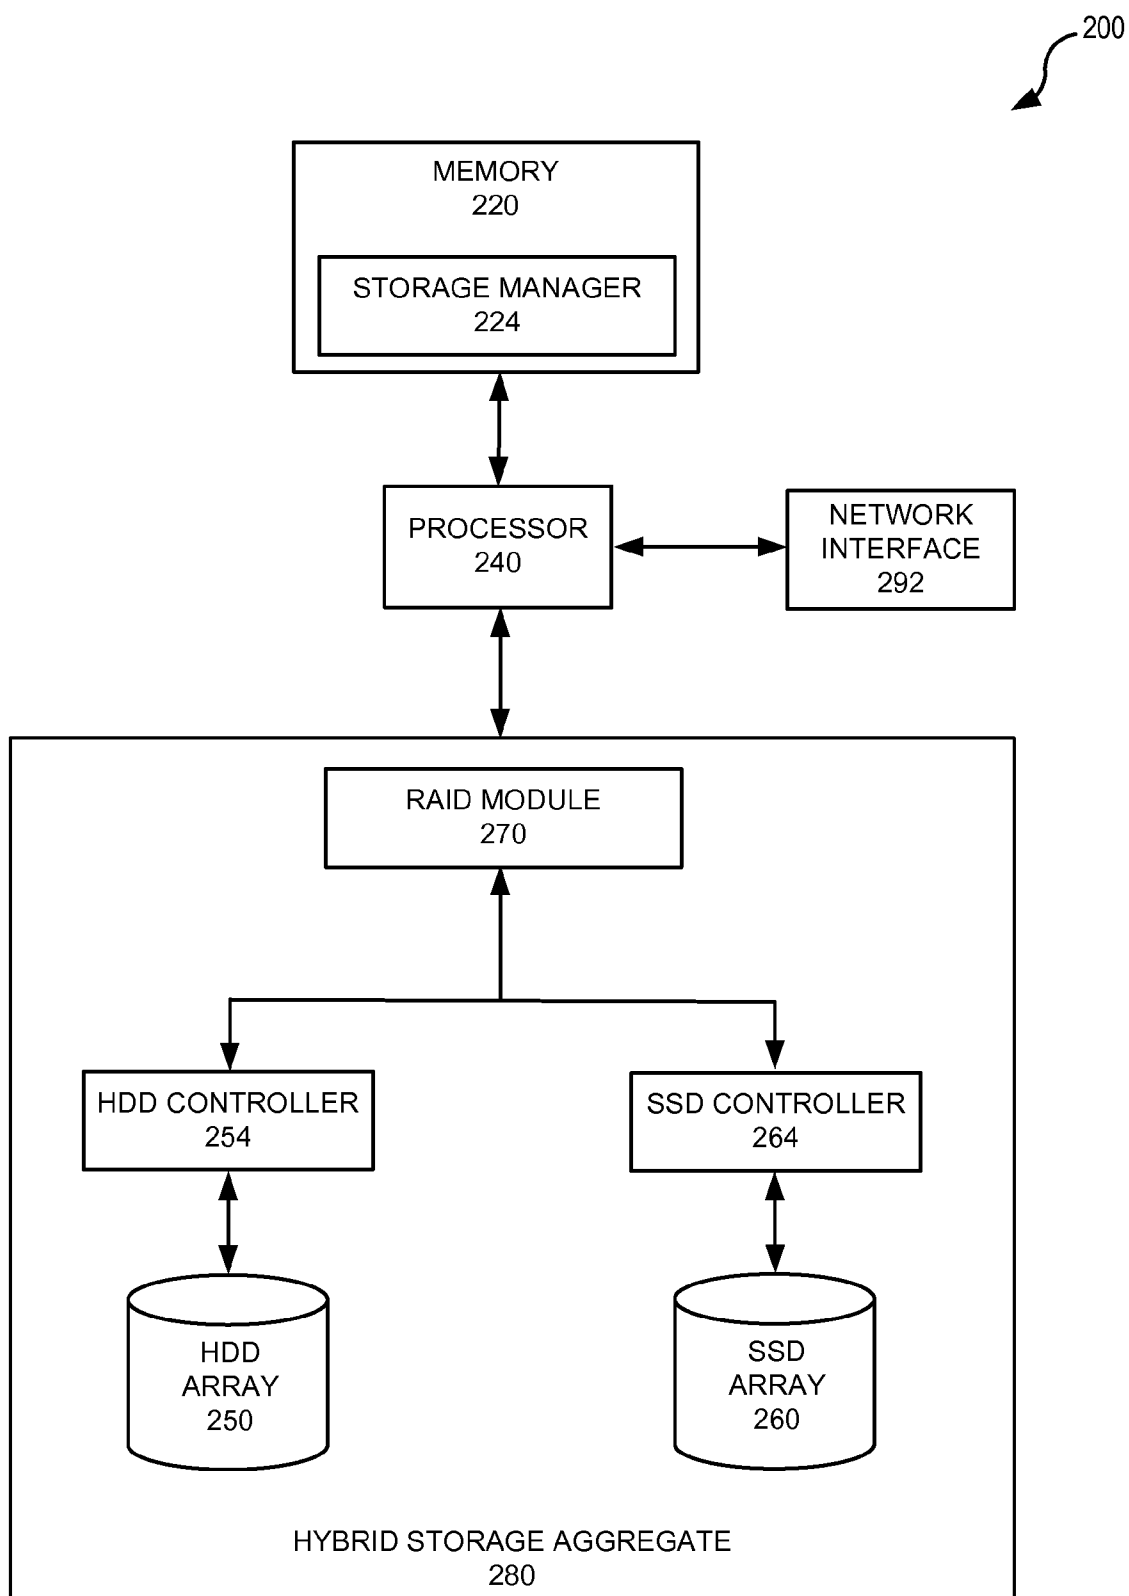 200
MEMORY
220
STORAGE MANAGER
224
PROCESSOR
240
NETWORK
INTERFACE
292
RAID MODULE
270
HDD CONTROLLER
254
SSD CONTROLLER
264
HDD
ARRAY
250
SSD
ARRAY
260
HYBRID STORAGE AGGREGATE
280